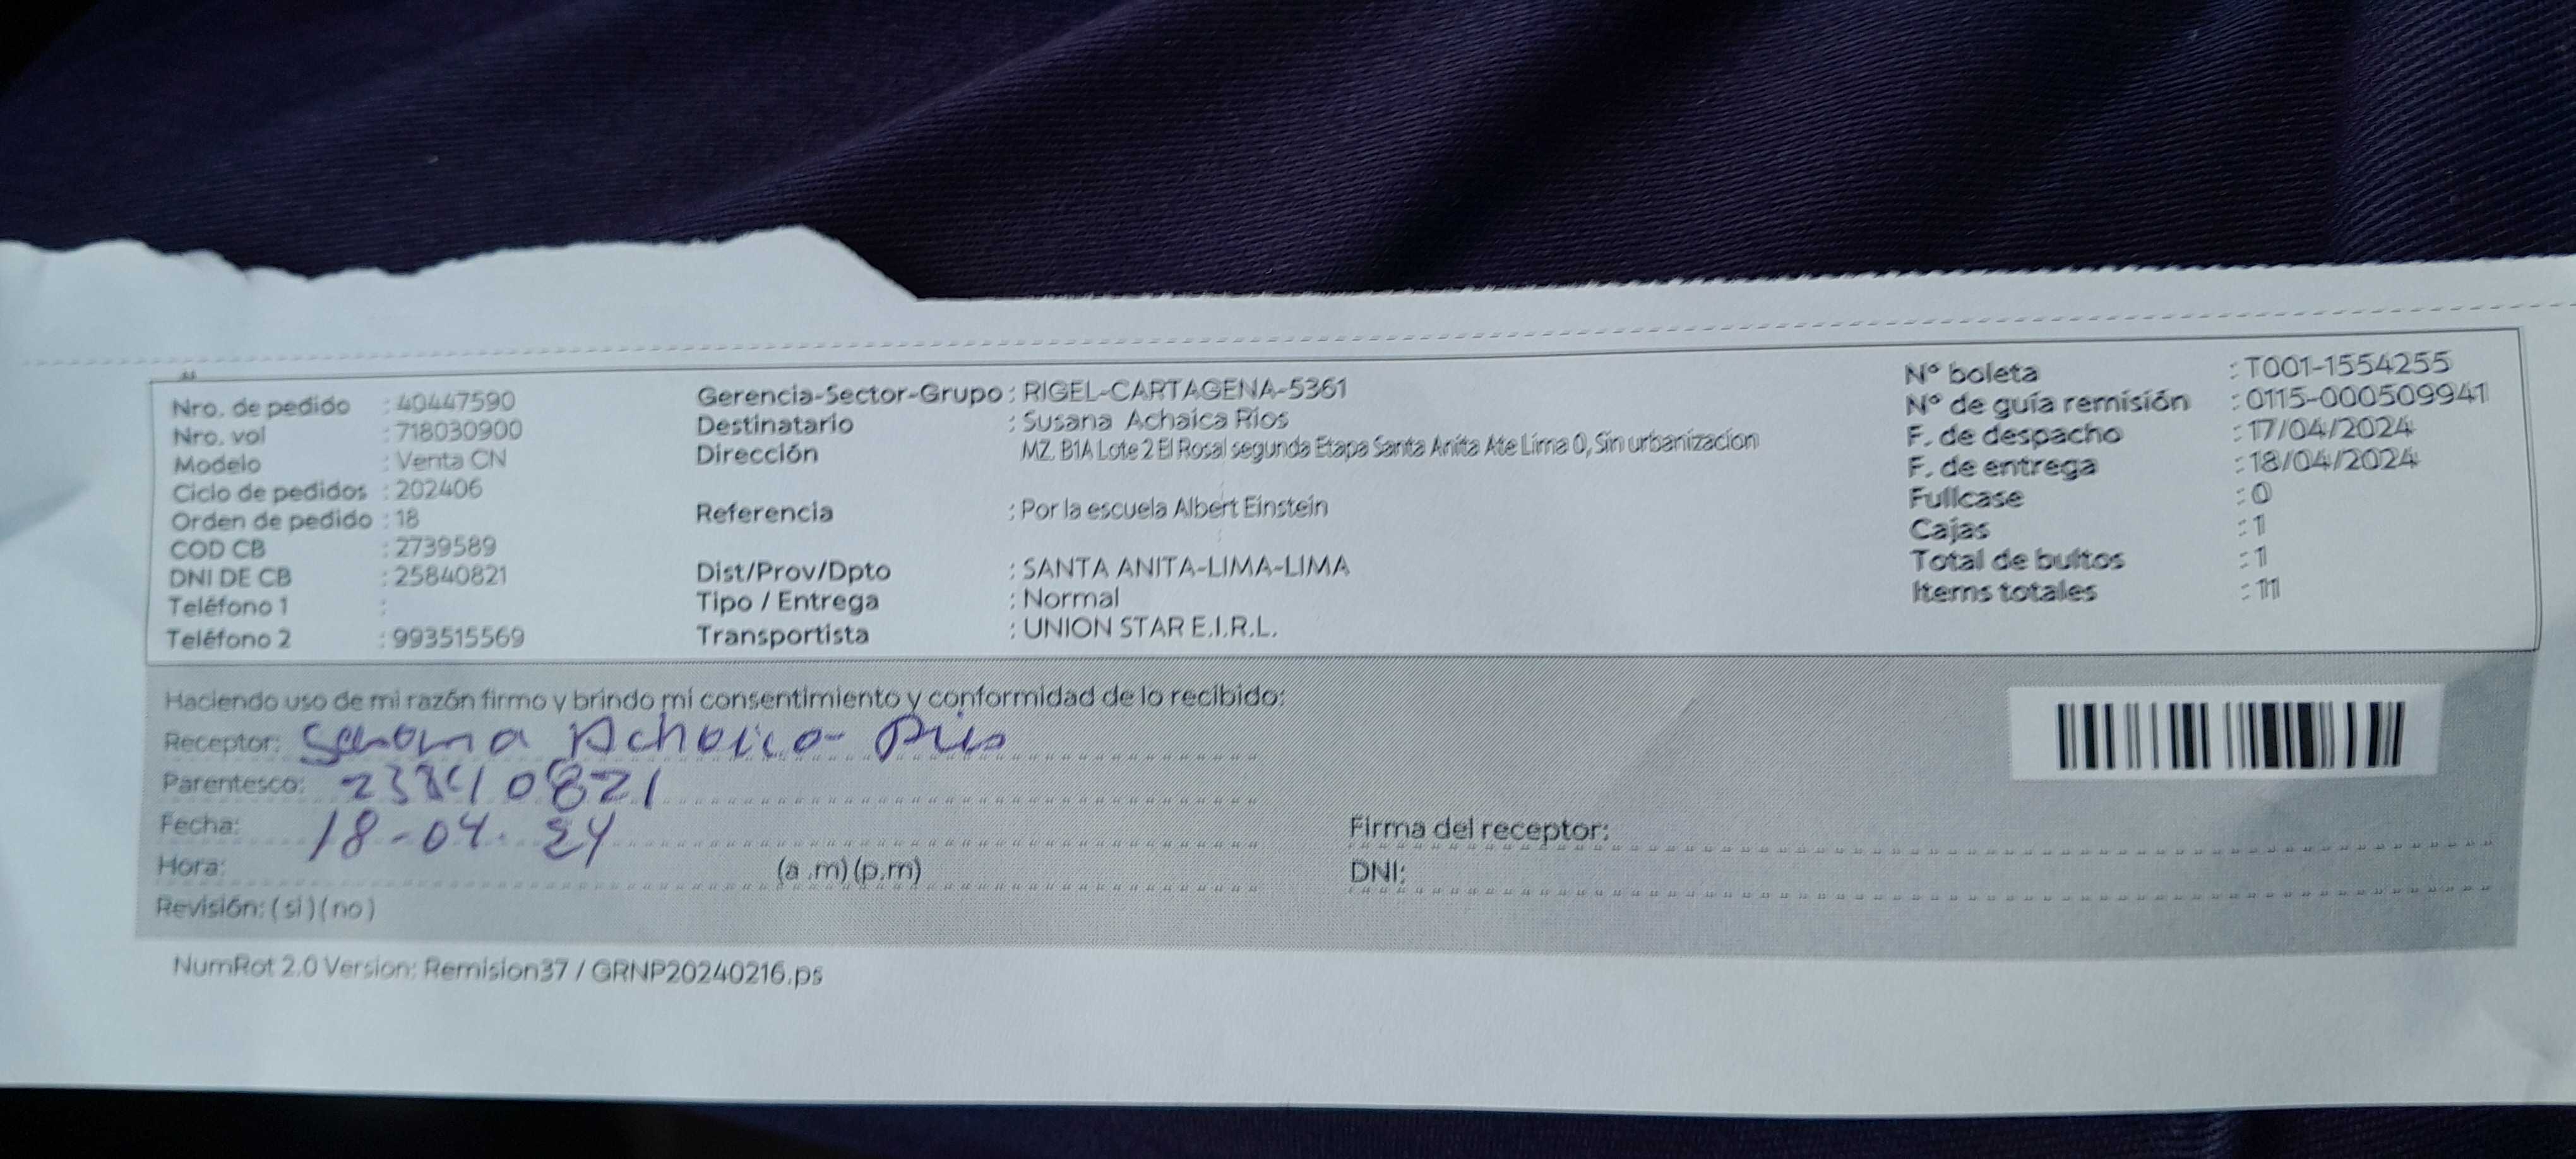 Nro. de pedido : 40447590
Nro. vol : 718030900
Modelo : Venta CN
Ciclo de pedidos : 202406
Orden de pedido : 18
COD CB : 2739589
DNI DE CB : 25840821
Teléfono 1 :
Teléfono 2 : 993515569
Gerencia-Sector-Grupo : RIGEL-CARTAGENA-5361
Destinatario : Susana Achaica Rios
Dirección MZ. B1A Lote 2 El Rosal segunda Etapa Santa Anita Ate Lima 0, Sin urbanizacion
Referencia : Por la escuela Albert Einstein
Dist/Prov/Dpto : SANTA ANITA-LIMA-LIMA
Tipo / Entrega : Normal
Transportista : UNION STAR E.I.R.L.
N° boleta : T001-1554255
N° de guía remisión : 0115-000509941
F. de despacho : 17/04/2024
F. de entrega : 18/04/2024
Fullcase : 0
Cajas : 1
Total de bultos : 1
Items totales : 11
Haciendo uso de mi razón firmo y brindo mi consentimiento y conformidad de lo recibido:
Receptor: Achaica Rios
Parentesco:
Fecha: 18-04-24
Hora: (a .m) (p.m)
Revisión: ( si ) ( no )
Firma del receptor:
DNI:
NumRot 2.0 Version: Remision37 / GRNP20240216.ps